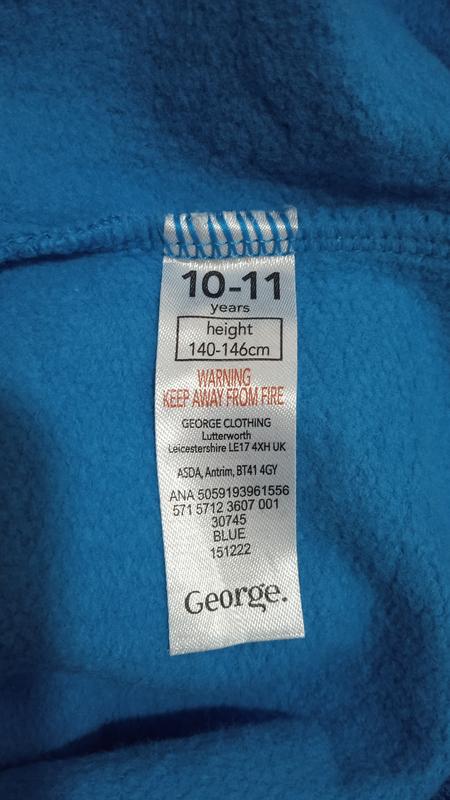 10-11
years
height
140-146cm
WARNING
KEEP AWAY FROM FIRE
GEORGE CLOTHING
Lutterworth
Leicestershire LE17 4XH UK
ASDA, Antrim, BT41 4GY
ANA 5059193961556
571 5712 3607 001
30745
BLUE
151222
George.